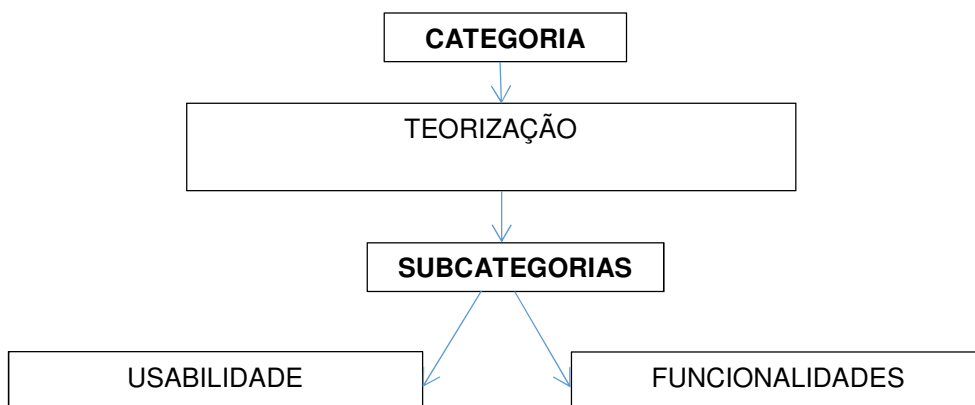 CATEGORIA
TEORIZAÇÃO
SUBCATEGORIAS
USABILIDADE
FUNCIONALIDADES